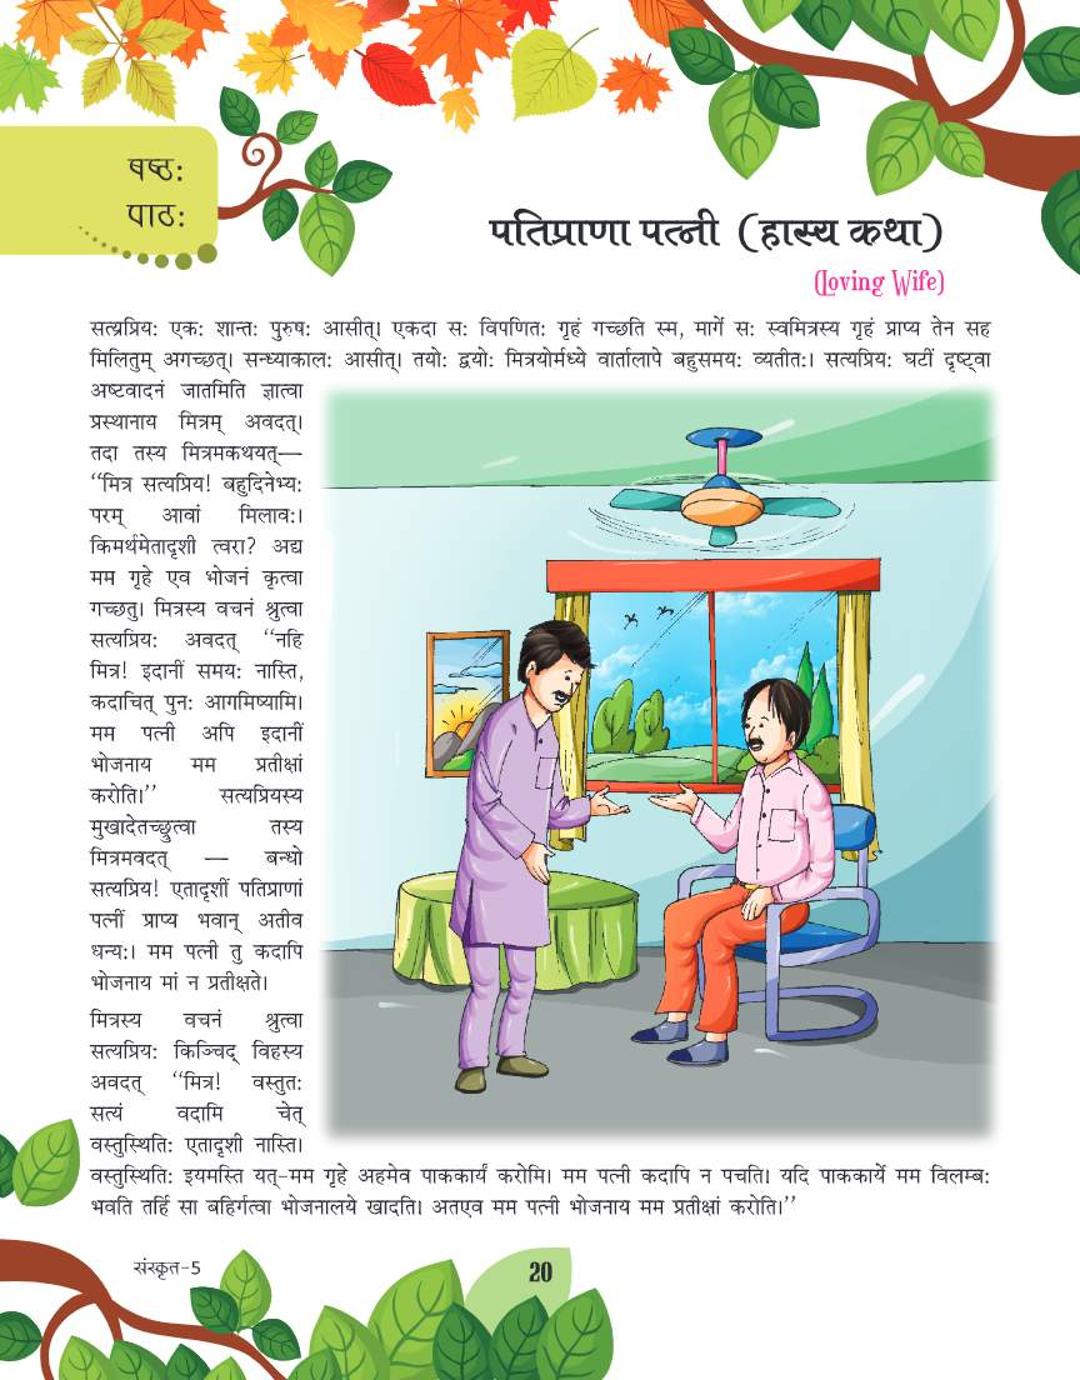 षष्ठः
पाठः
पतिप्राणा पत्नी (हास्य कथा)
(Loving Wife)
सत्यप्रियः एकः शान्तः पुरुषः आसीत्। एकदा सः विपणितः गृहं गच्छति स्म, मार्गे सः स्वमित्रस्य गृहं प्राप्य तेन सह
मिलितुम् अगच्छत्। सन्ध्याकालः आसीत्। तयोः द्वयोः मित्रयोर्मध्ये वार्तालापे बहुसमयः व्यतीतः। सत्यप्रियः घटीं दृष्ट्वा
अष्टवादनं जातमिति ज्ञात्वा
प्रस्थानाय मित्रम् अवदत्।
तदा तस्य मित्रमकथयत्—
“मित्र सत्यप्रिय! बहुदिनेभ्यः
परम् आवां मिलावः।
किमर्थमेतादृशी त्वरा? अद्य
मम गृहे एव भोजनं कृत्वा
गच्छतु। मित्रस्य वचनं श्रुत्वा
सत्यप्रियः अवदत् “नहि
मित्र! इदानीं समयः नास्ति,
कदाचित् पुनः आगमिष्यामि।
मम पत्नी अपि इदानीं
भोजनाय मम प्रतीक्षां
करोति।” सत्यप्रियस्य
मुखादेतच्छ्रुत्वा तस्य
मित्रमवदत् — बन्धो
सत्यप्रिय! एतादृशीं पतिप्राणां
पत्नीं प्राप्य भवान् अतीव
धन्यः। मम पत्नी तु कदापि
भोजनाय मां न प्रतीक्षते।
मित्रस्य वचनं श्रुत्वा
सत्यप्रियः किञ्चिद् विहस्य
अवदत् “मित्र! वस्तुतः
सत्यं वदामि चेत्
वस्तुस्थितिः एतादृशी नास्ति।
वस्तुस्थितिः इयमस्ति यत्-मम गृहे अहमेव पाककार्यं करोमि। मम पत्नी कदापि न पचति। यदि पाककार्ये मम विलम्बः
भवति तर्हि सा बहिर्गत्वा भोजनालये खादति। अतएव मम पत्नी भोजनाय मम प्रतीक्षां करोति।”
संस्कृत-5
20